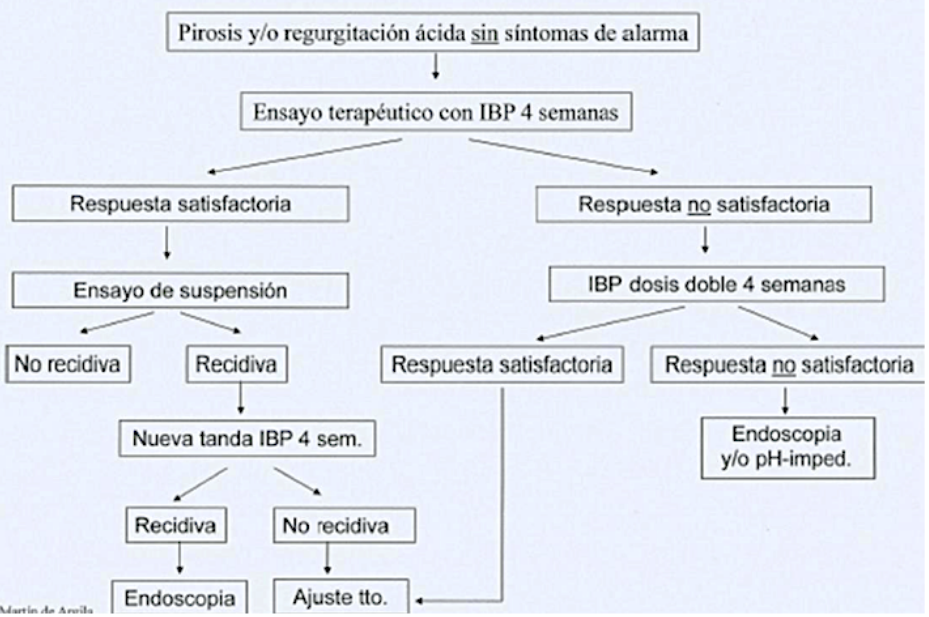 Pirosis y/o regurgitación ácida sin síntomas de alarma
Ensayo terapéutico con IBP 4 semanas
Respuesta satisfactoria
Respuesta no satisfactoria
Ensayo de suspensión
IBP dosis doble 4 semanas
No recidiva
Recidiva
Respuesta satisfactoria
Respuesta no satisfactoria
Nueva tanda IBP 4 sem.
Endoscopia
y/o pH-imped.
Recidiva
No recidiva
Endoscopia
Ajuste tto.
Martín de